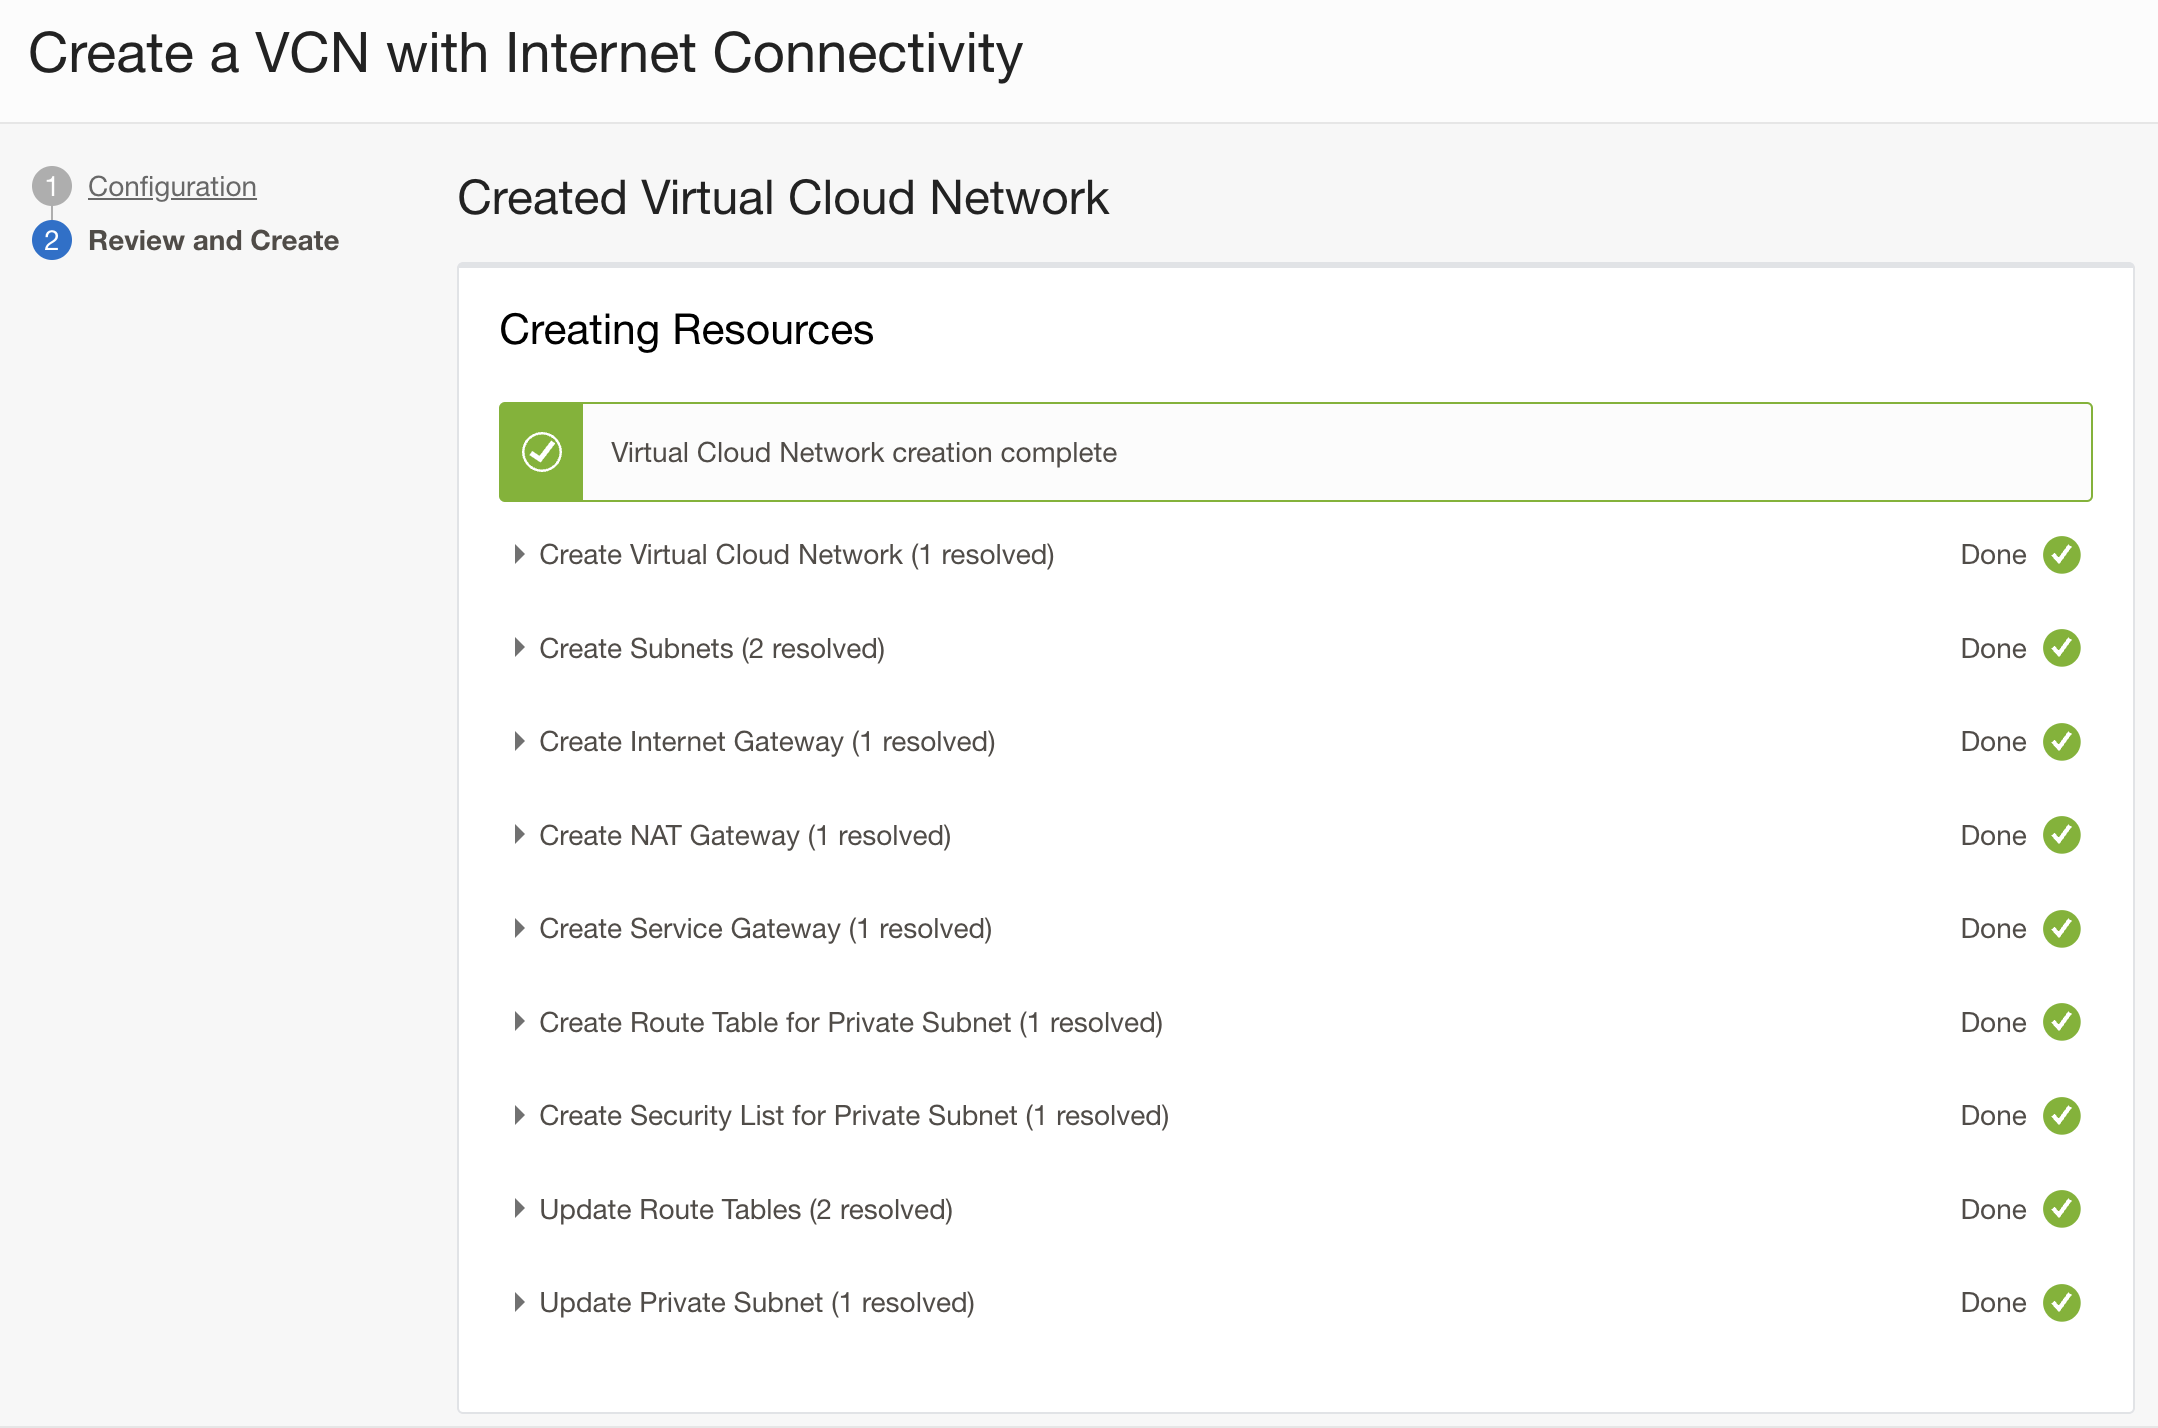 Create a VCN with Internet Connectivity
1 Configuration
2 Review and Create
Created Virtual Cloud Network
Creating Resources
Virtual Cloud Network creation complete
Create Virtual Cloud Network (1 resolved) Done
Create Subnets (2 resolved) Done
Create Internet Gateway (1 resolved) Done
Create NAT Gateway (1 resolved) Done
Create Service Gateway (1 resolved) Done
Create Route Table for Private Subnet (1 resolved) Done
Create Security List for Private Subnet (1 resolved) Done
Update Route Tables (2 resolved) Done
Update Private Subnet (1 resolved) Done